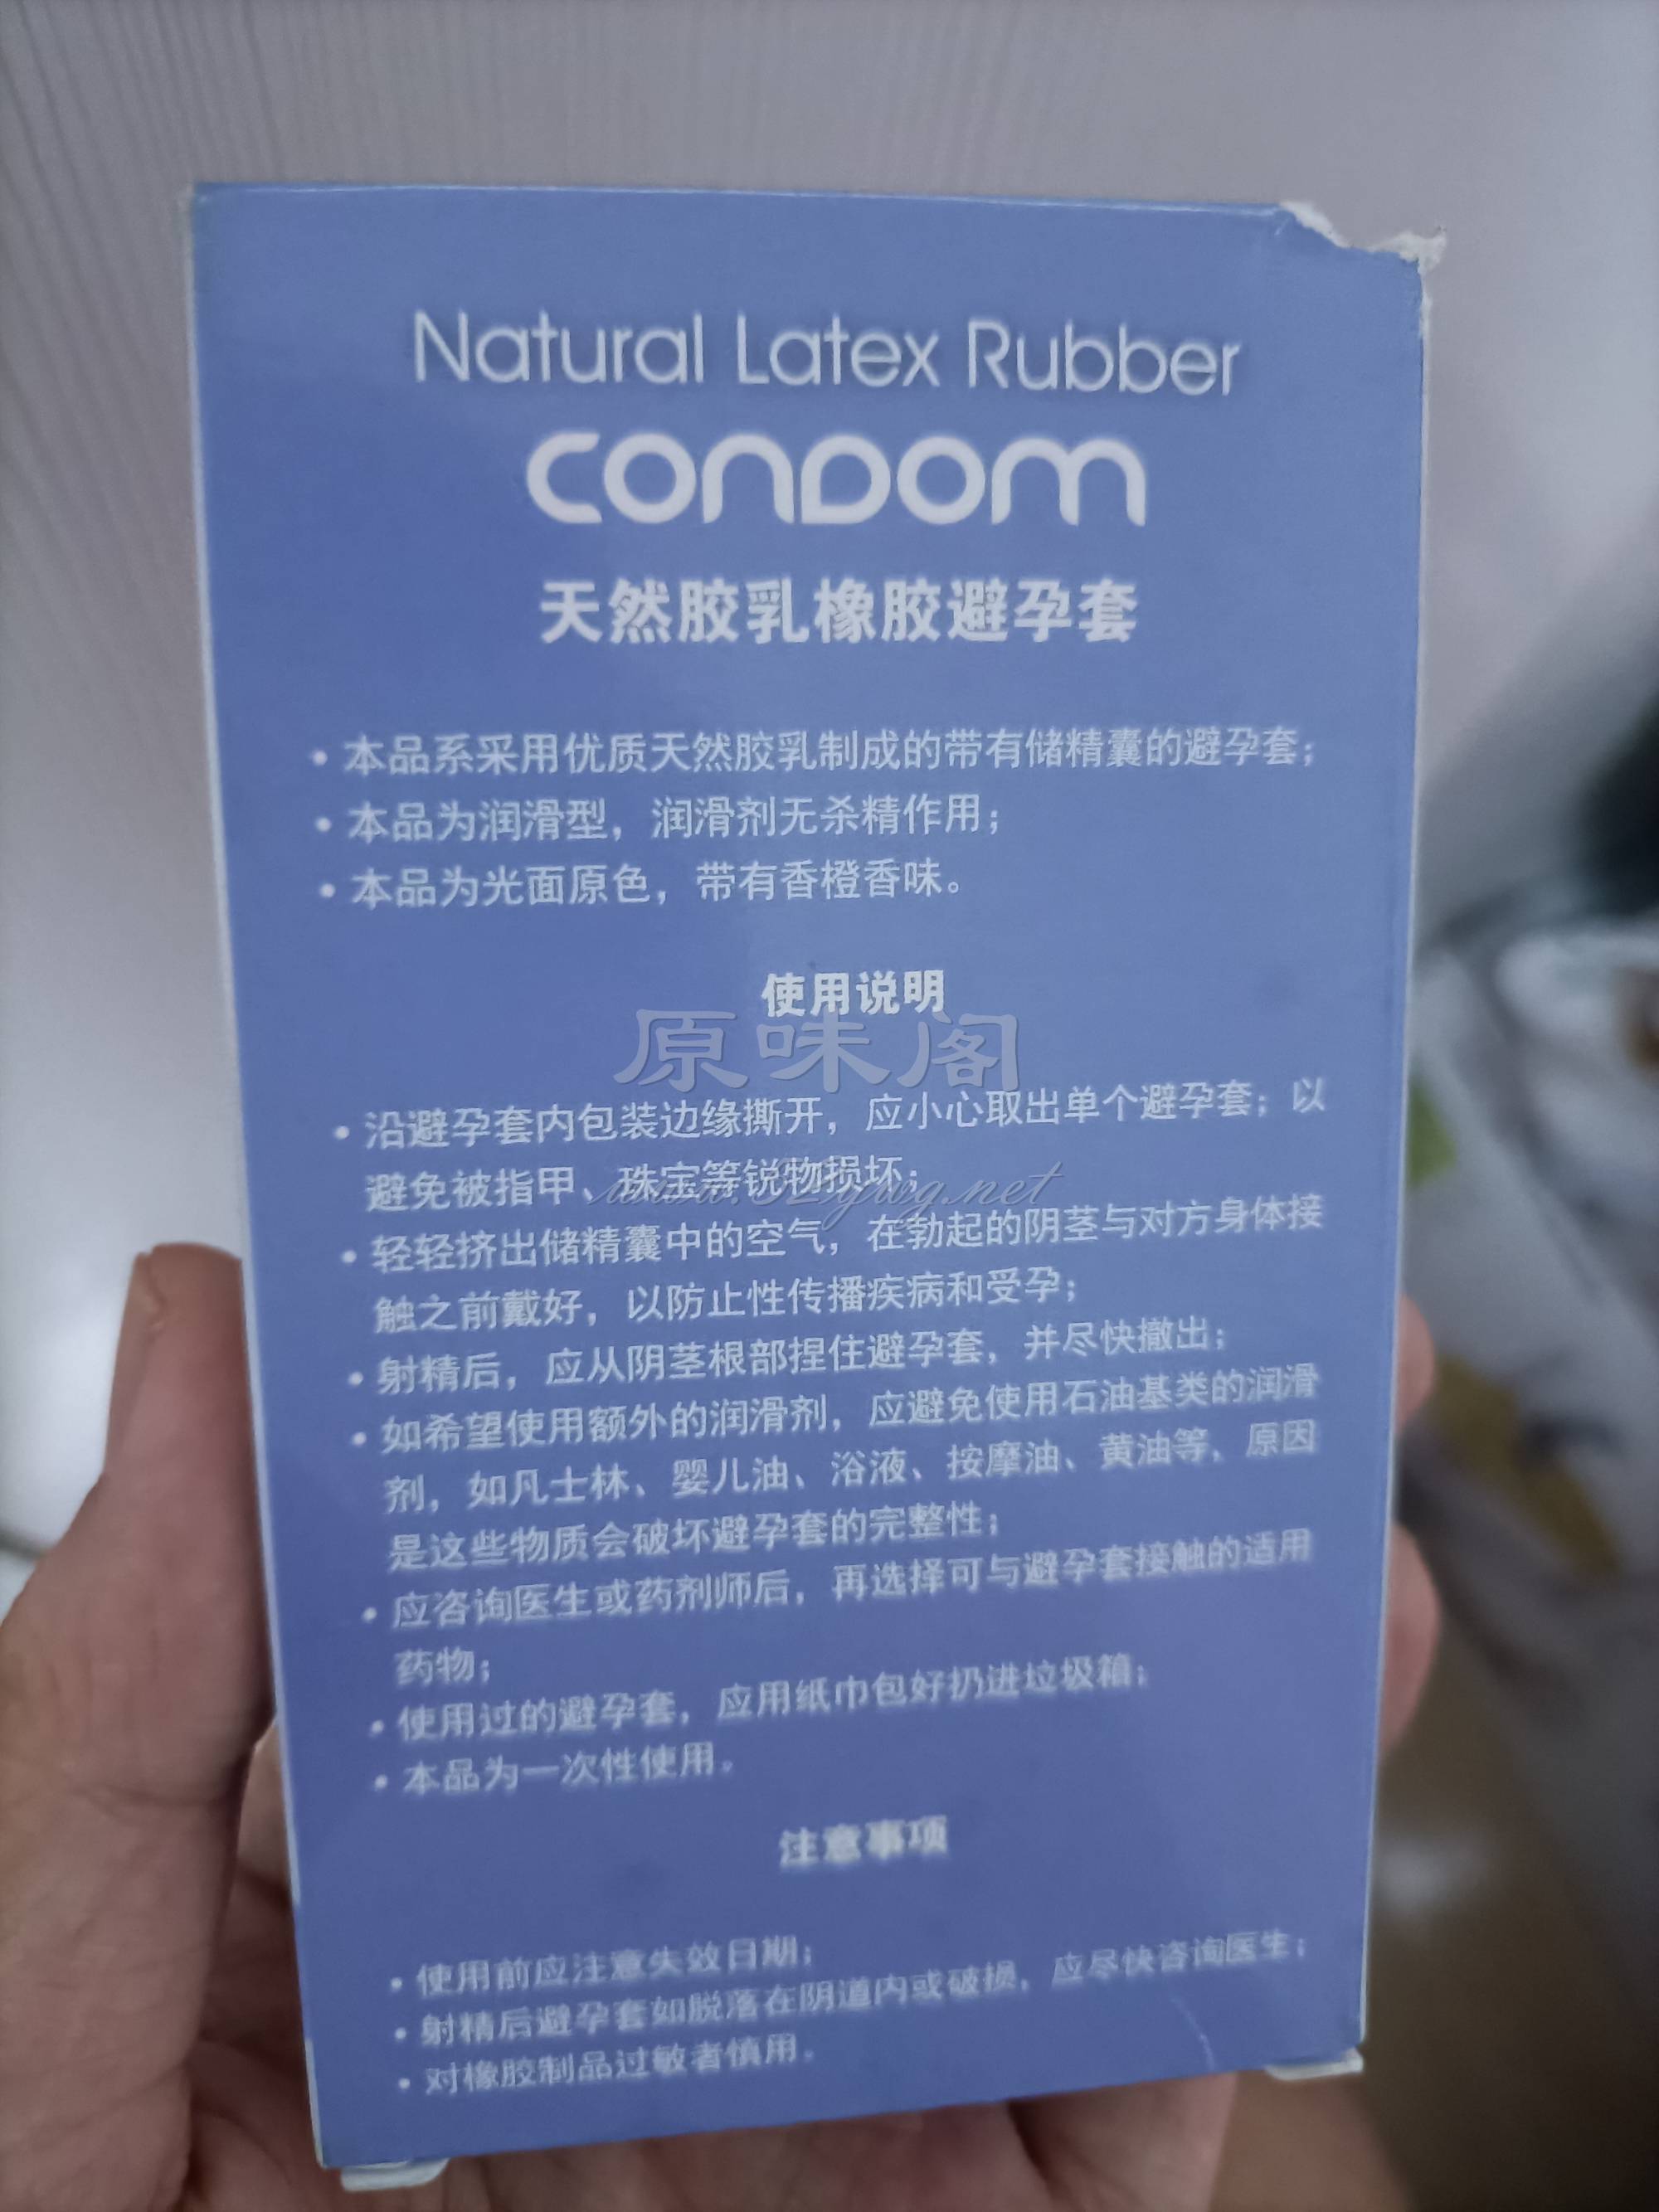 Natural Latex Rubber
CONDOM
天然胶乳橡胶避孕套
• 本品系采用优质天然胶乳制成的带有储精囊的避孕套；
• 本品为润滑型，润滑剂无杀精作用；
• 本品为光面原色，带有香橙香味。
使用说明
原味阁
• 沿避孕套内包装边缘撕开，应小心取出单个避孕套；以
避免被指甲、珠宝等锐物损坏；
• 轻轻挤出储精囊中的空气，在勃起的阴茎与对方身体接
触之前戴好，以防止性传播疾病和受孕；
• 射精后，应从阴茎根部捏住避孕套，并尽快撤出；
• 如希望使用额外的润滑剂，应避免使用石油基类的润滑
剂，如凡士林、婴儿油、浴液、按摩油、黄油等，原因
是这些物质会破坏避孕套的完整性；
• 应咨询医生或药剂师后，再选择可与避孕套接触的适用
药物；
• 使用过的避孕套，应用纸巾包好扔进垃圾箱；
• 本品为一次性使用。
注意事项
• 使用前应注意失效日期；
• 射精后避孕套如脱落在阴道内或破损，应尽快咨询医生；
• 对橡胶制品过敏者慎用。